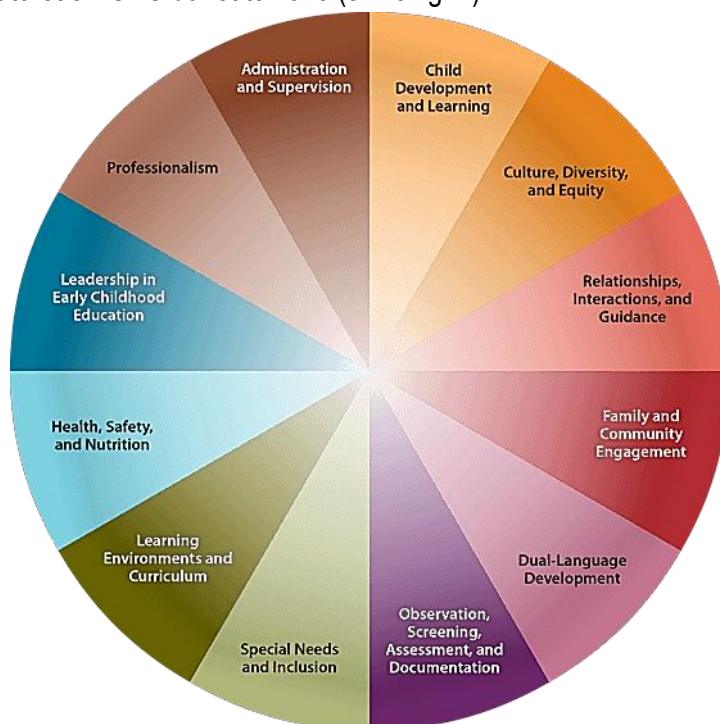 Child
Development
and Learning
Culture, Diversity,
and Equity
Relationships,
Interactions, and
Guidance
Family and
Community
Engagement
Dual-Language
Development
Observation,
Screening,
Assessment, and
Documentation
Special Needs
and Inclusion
Learning
Environments and
Curriculum
Health, Safety,
and Nutrition
Leadership in
Early Childhood
Education
Professionalism
Administration
and Supervision